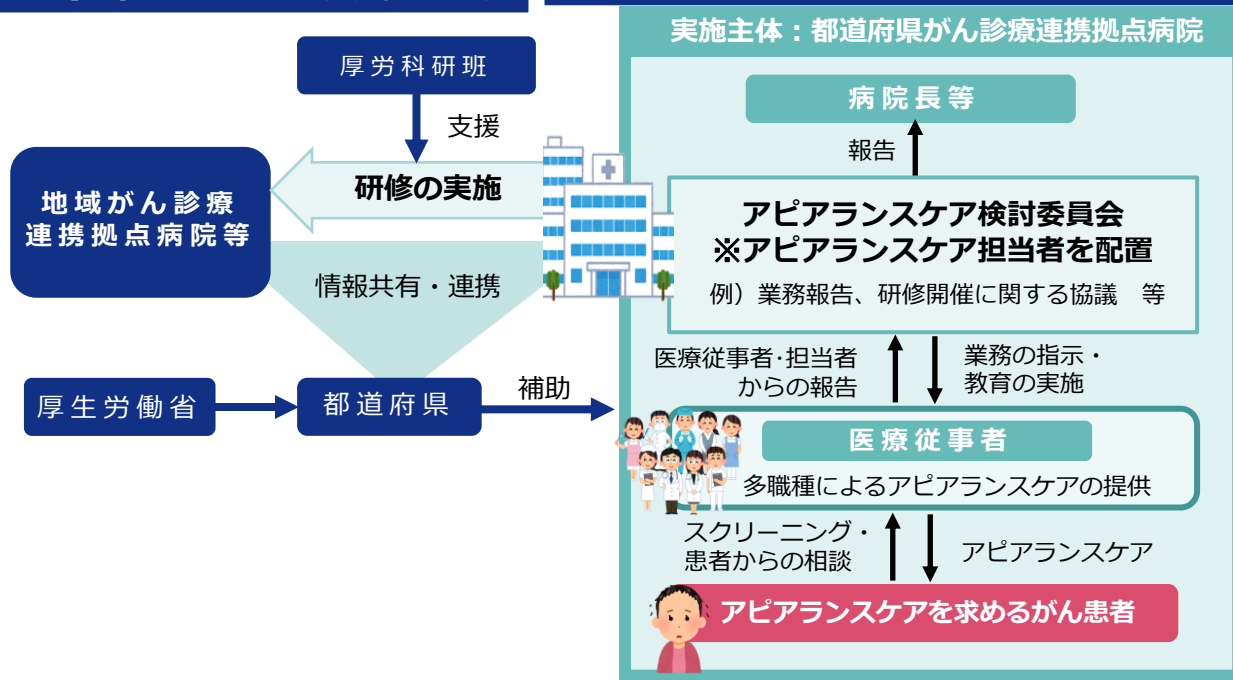 実施主体：都道府県がん診療連携拠点病院
厚労科研班
支援
研修の実施
地域がん診療
連携拠点病院等
情報共有・連携
厚生労働省
都道府県
補助
病院長等
報告
アピアランスケア検討委員会
※アピアランスケア担当者を配置
例）業務報告、研修開催に関する協議　等
医療従事者・担当者
からの報告
業務の指示・
教育の実施
医療従事者
多職種によるアピアランスケアの提供
スクリーニング・
患者からの相談
アピアランスケア
アピアランスケアを求めるがん患者